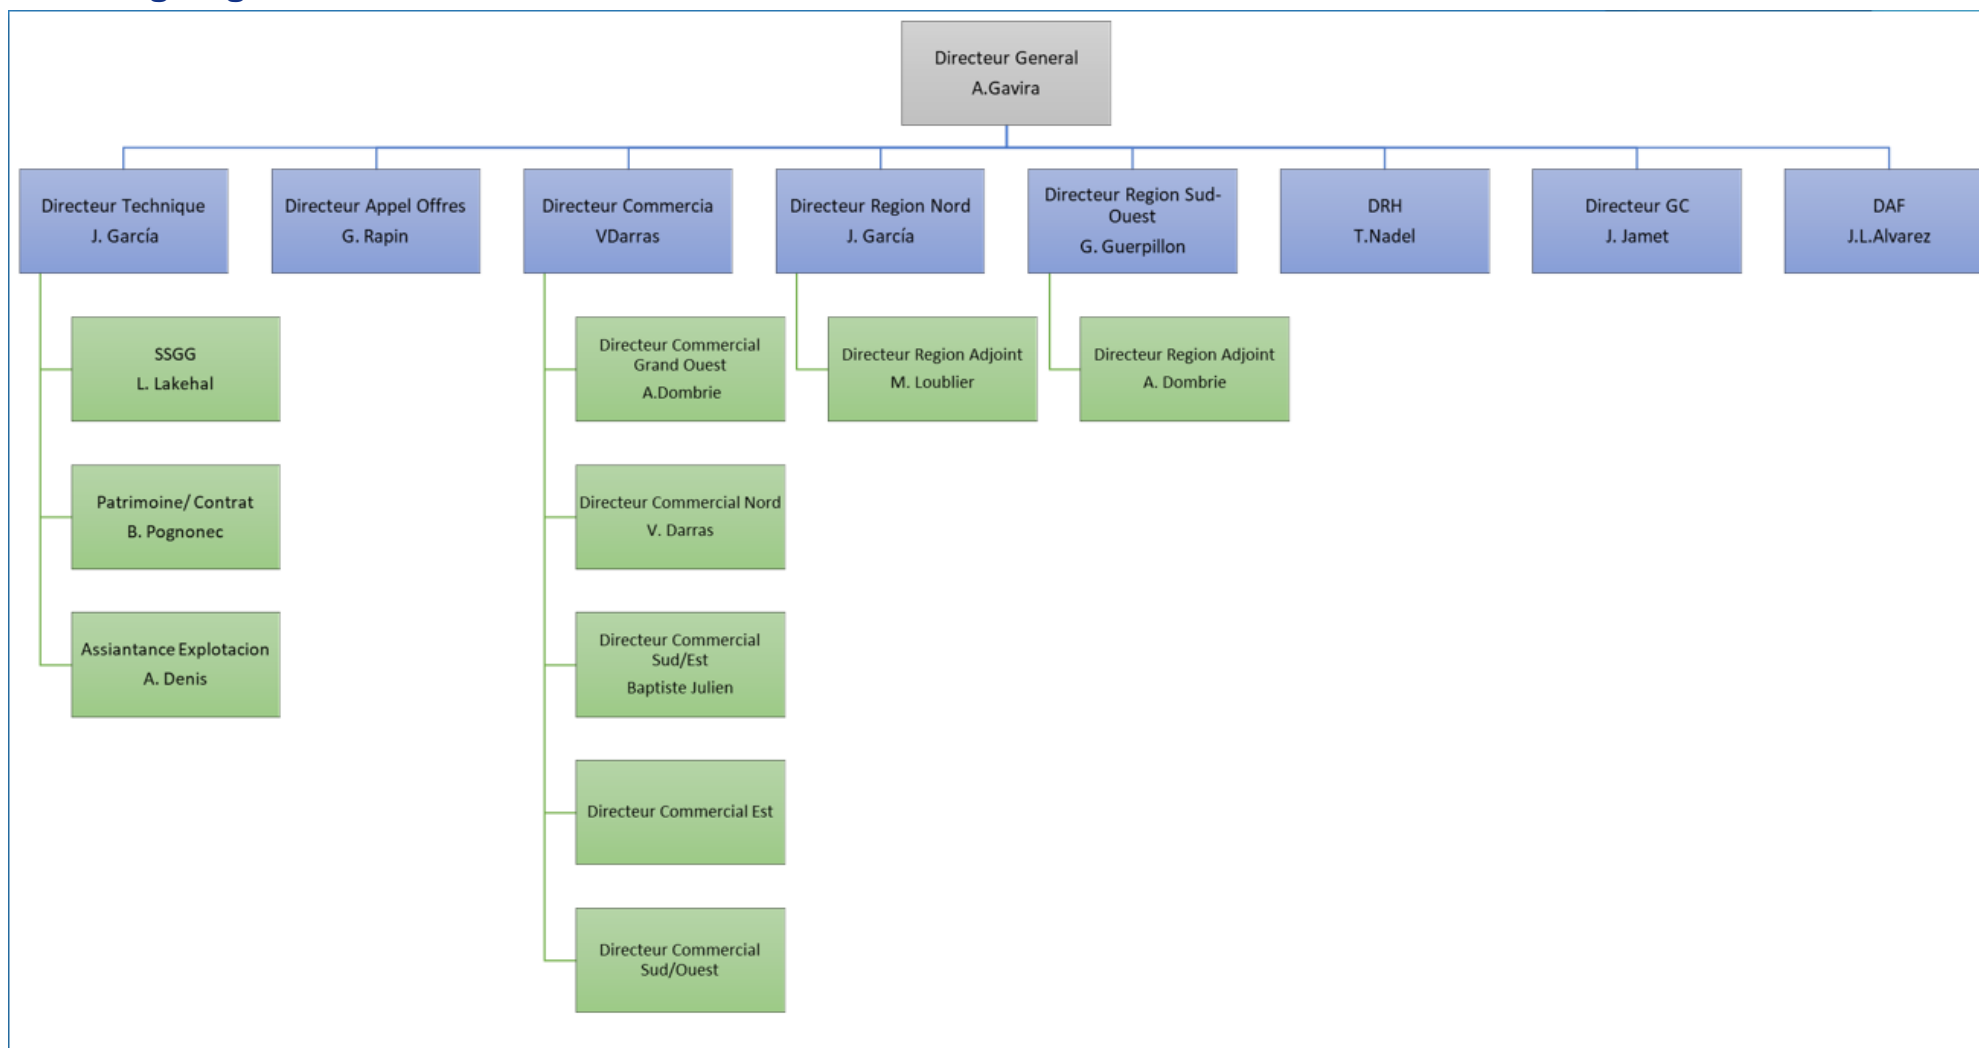 Directeur General
A.Gavira
Directeur Technique
J. García
Directeur Appel Offres
G. Rapin
Directeur Commercia
VDarras
Directeur Region Nord
J. García
Directeur Region Sud-
Ouest
G. Guerpillon
DRH
T.Nadel
Directeur GC
J. Jamet
DAF
J.L.Alvarez
SSGG
L. Lakehal
Patrimoine/ Contrat
B. Pognonec
Assiantance Explotacion
A. Denis
Directeur Commercial
Grand Ouest
A.Dombrie
Directeur Commercial Nord
V. Darras
Directeur Commercial
Sud/Est
Baptiste Julien
Directeur Commercial Est
Directeur Commercial
Sud/Ouest
Directeur Region Adjoint
M. Loublier
Directeur Region Adjoint
A. Dombrie